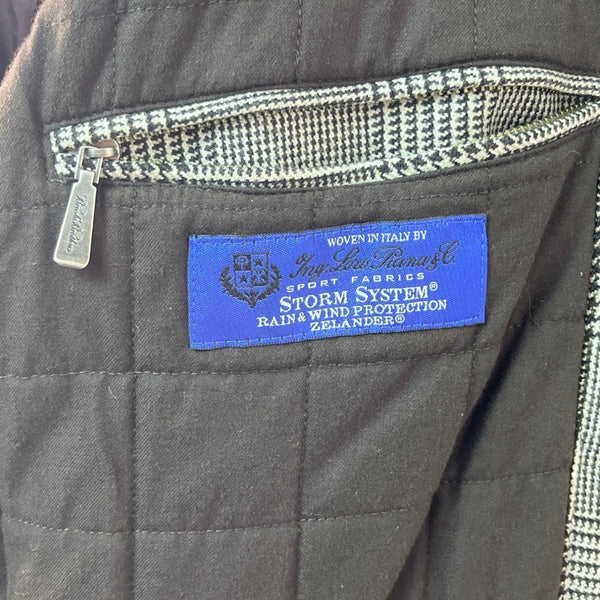 WOVEN IN ITALY BY
Ing. Loro Piana & C.
SPORT FABRICS
STORM SYSTEM®
RAIN & WIND PROTECTION
ZELANDER®